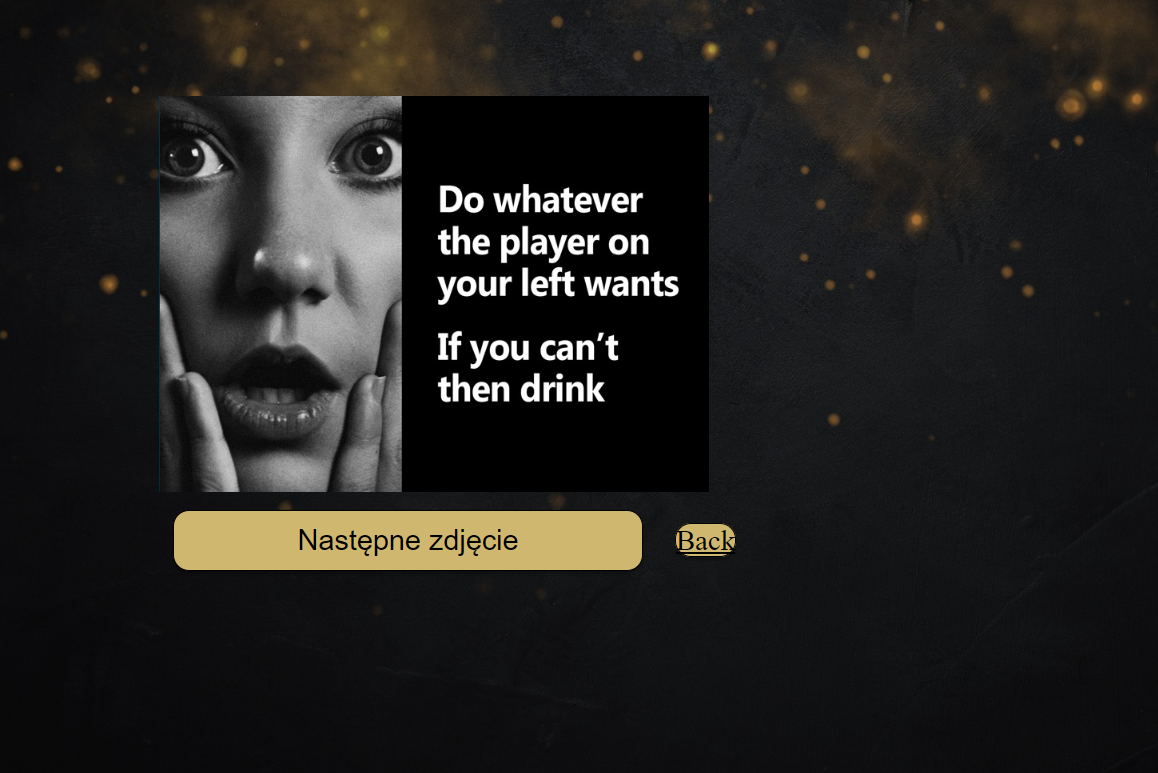 Do whatever
the player on
your left wants
If you can’t
then drink
Następne zdjęcie
Back